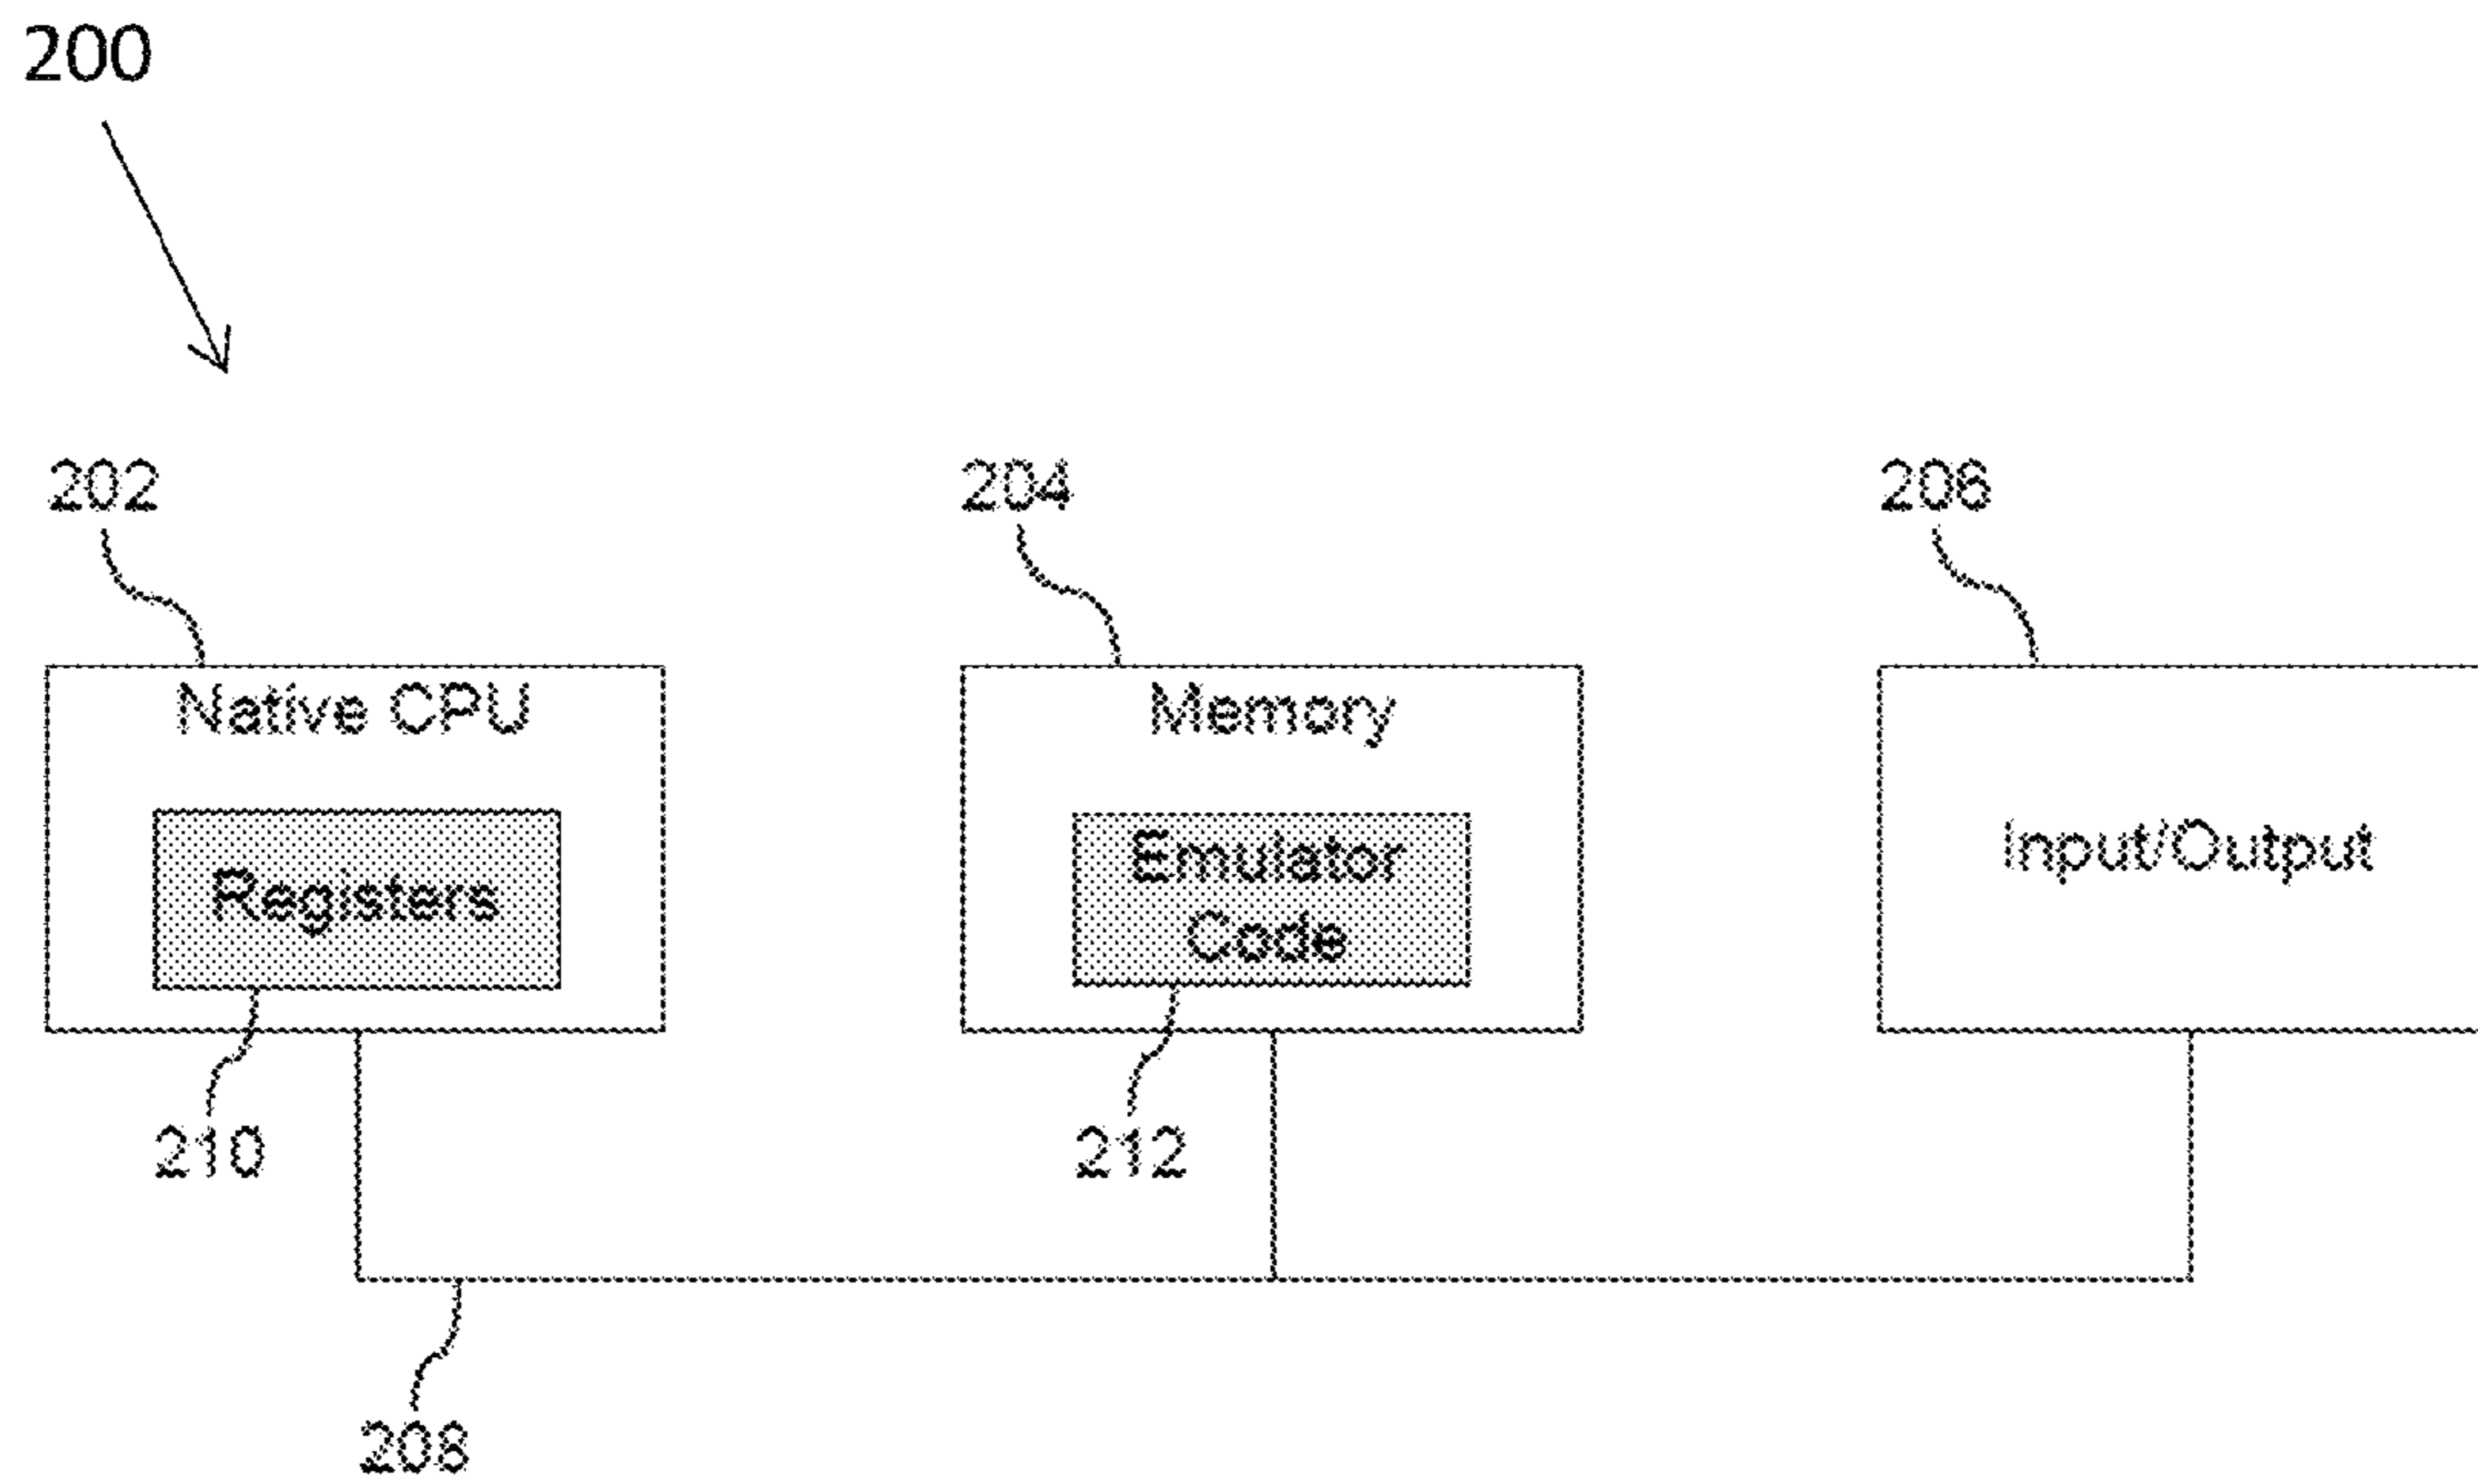 200
202
204
206
Native CPU
Memory
Input/Output
Registers
Emulator
Code
210
212
208